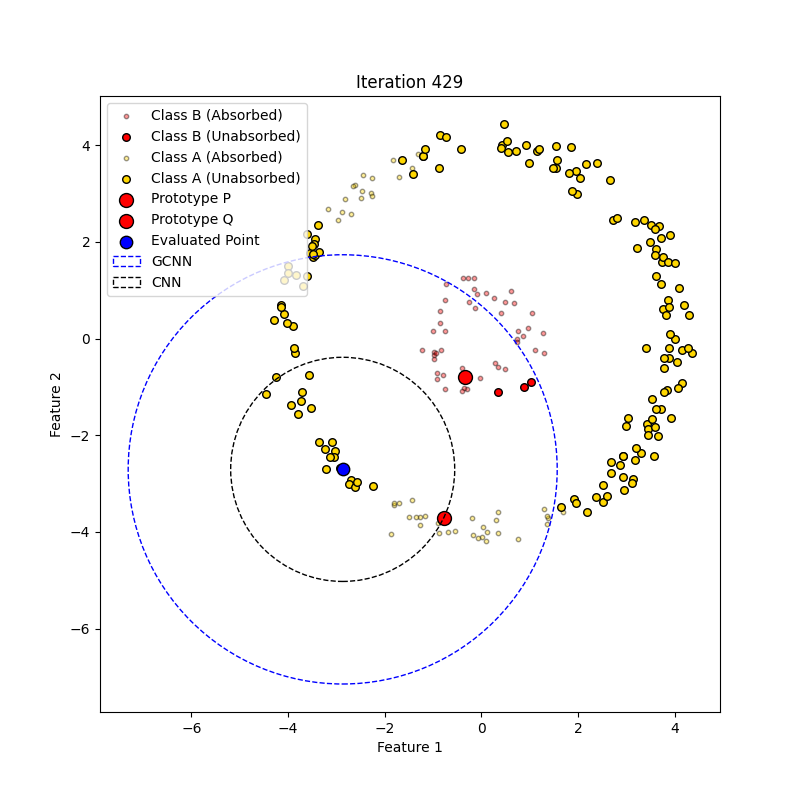 Iteration 429
Class B (Absorbed)
Class B (Unabsorbed)
Class A (Absorbed)
Class A (Unabsorbed)
Prototype P
Prototype Q
Evaluated Point
GCNN
CNN
4
2
0
−2
−4
−6
Feature 2
−6 −4 −2 0 2 4
Feature 1